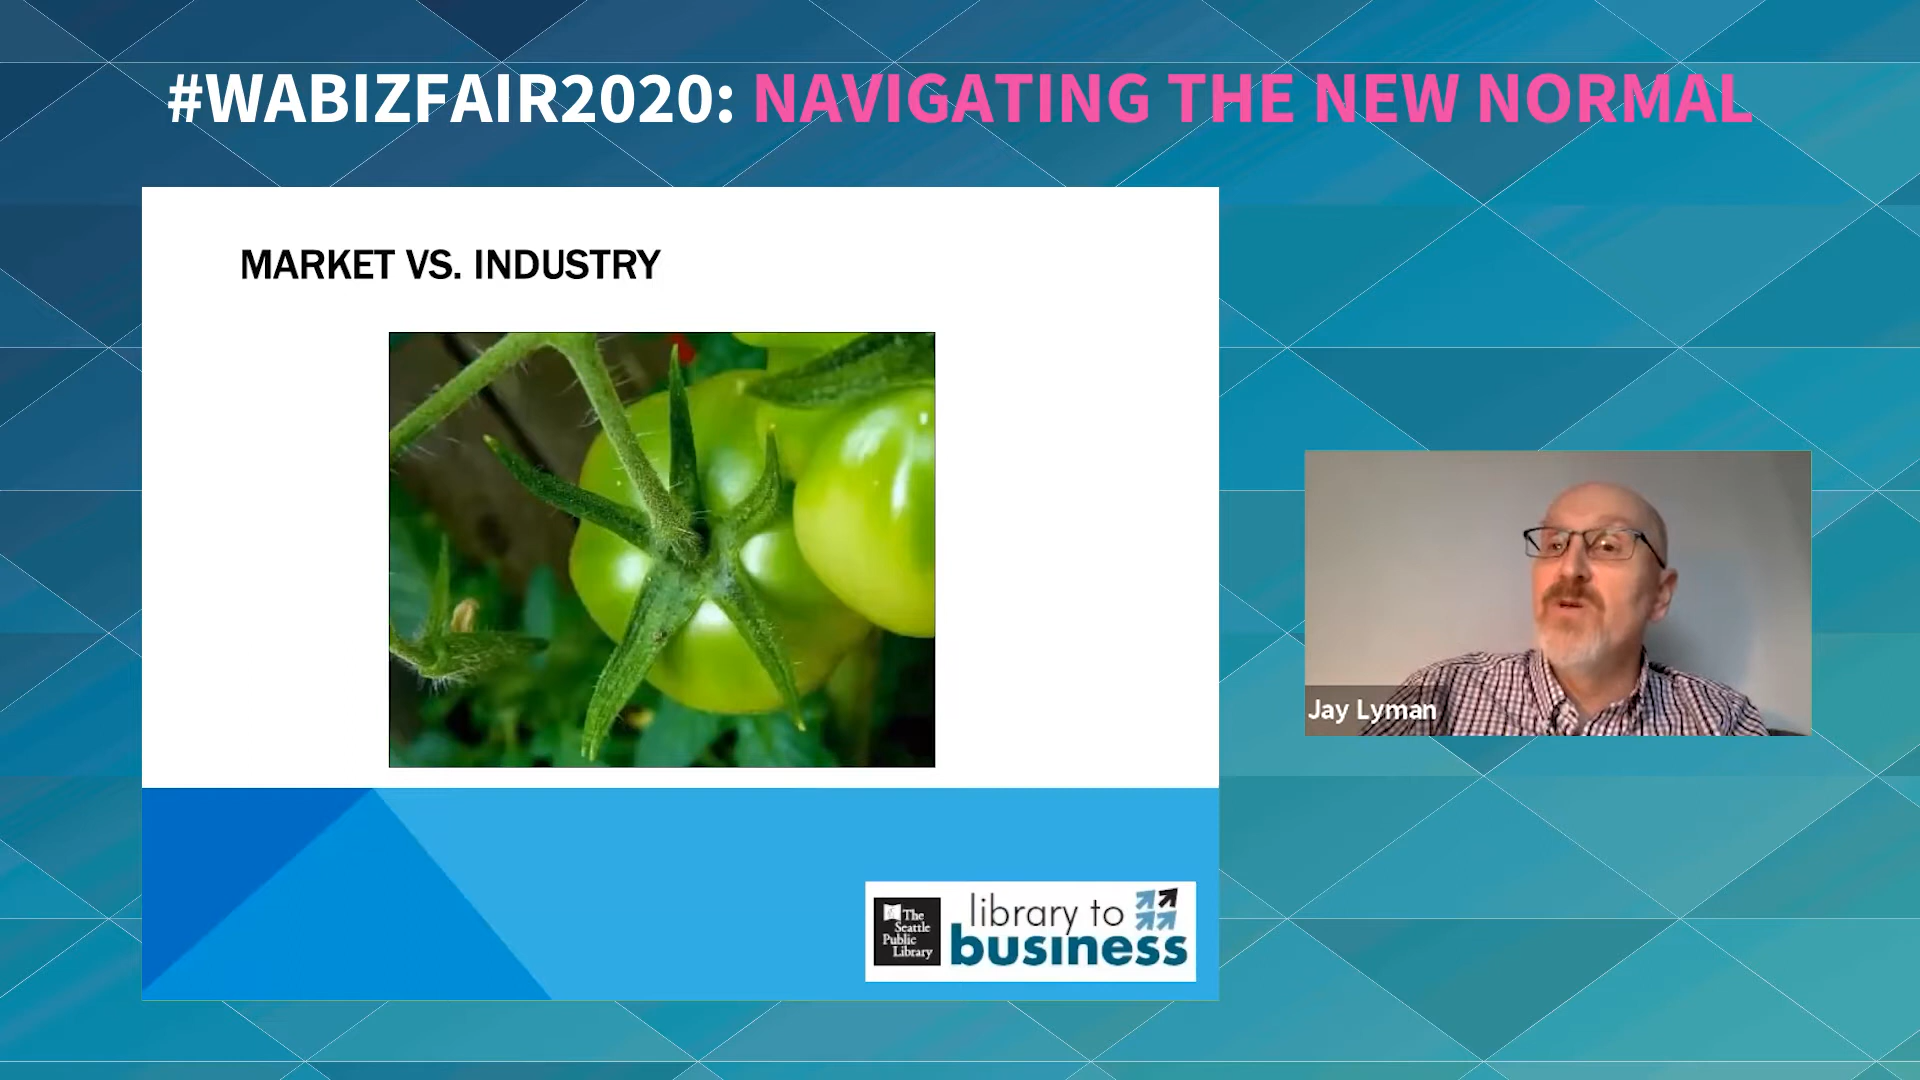 #WABIZFAIR2020: NAVIGATING THE NEW NORMAL
MARKET VS. INDUSTRY
Jay Lyman
The
Seattle
Public
Library
library to
business